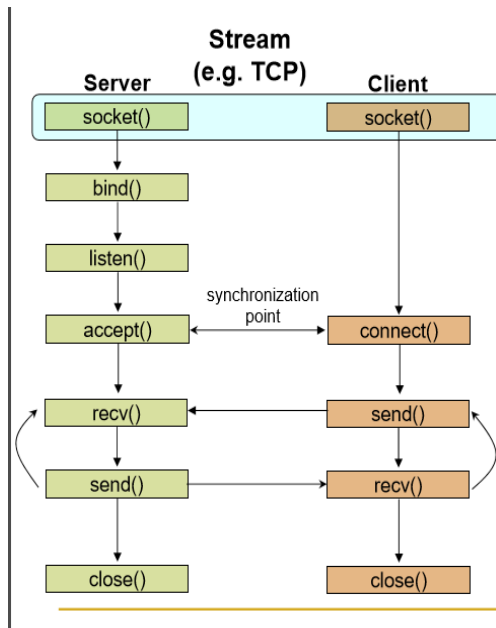 Stream
(e.g. TCP)
Server
Client
socket()
socket()
bind()
listen()
synchronization
point
accept()
connect()
recv()
send()
send()
recv()
close()
close()